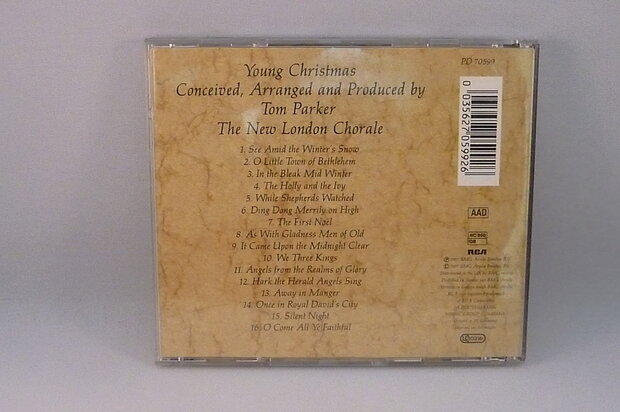 Young Christmas
Conceived, Arranged and Produced by
Tom Parker
The New London Chorale
1. See Amid the Winter's Snow
2. O Little Town of Bethlehem
3. In the Bleak Mid Winter
4. The Holly and the Ivy
5. While Shepherds Watched
6. Ding Dong Merrily on High
7. The First Noel
8. As With Gladness Men of Old
9. It Came Upon the Midnight Clear
10. We Three Kings
11. Angels from the Realms of Glory
12. Hark the Herald Angels Sing
13. Away in Manger
14. Once in Royal David's City
15. Silent Night
16. O Come All Ye Faithful
PD 70599
0 035627 059926
AAD
RCA